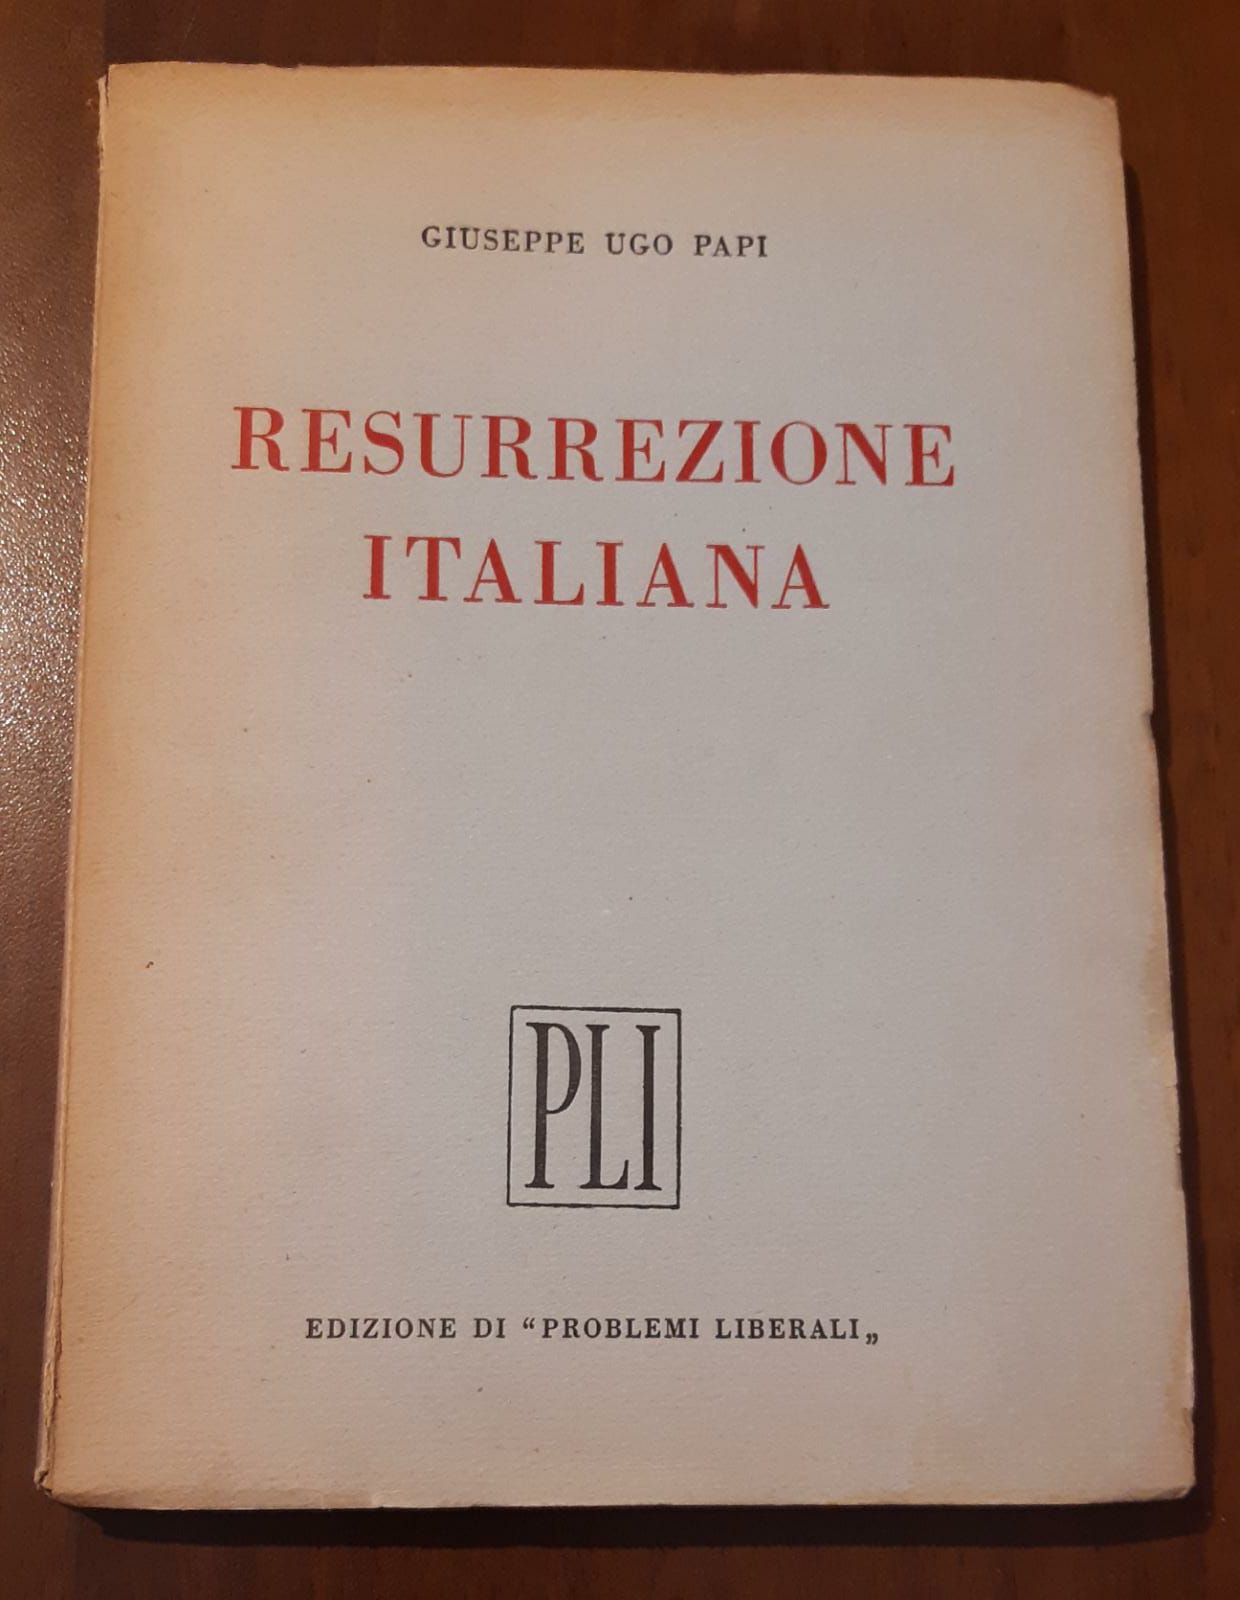 GIUSEPPE UGO PAPI
RESURREZIONE
ITALIANA
PLI
EDIZIONE DI “PROBLEMI LIBERALI„